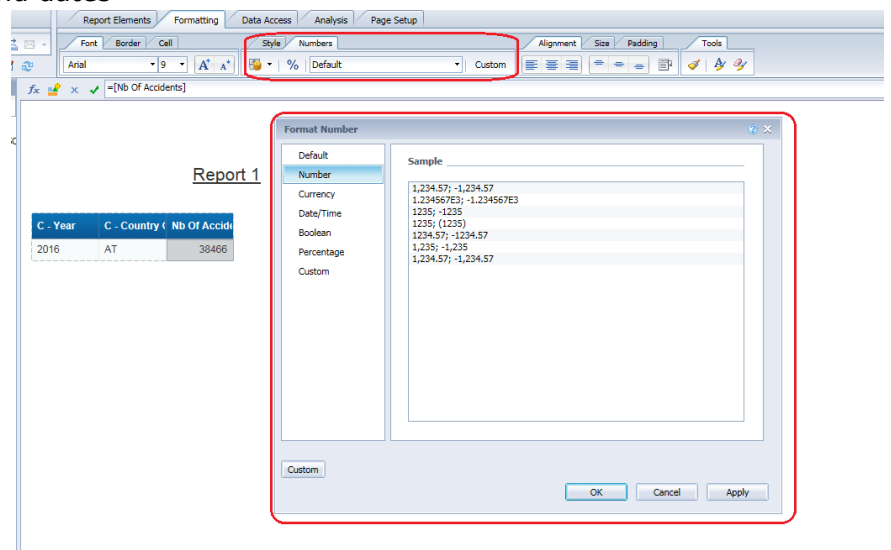 Report Elements Formatting Data Access Analysis Page Setup
Font Border Cell Style Numbers Alignment Size Padding Tools
Arial 9 A A % Default Custom
fx =[Nb Of Accidents]
Format Number
Default
Number
Currency
Date/Time
Boolean
Percentage
Custom
Sample
1,234.57; -1,234.57
1.234567E3; -1.234567E3
1235; -1235
1235; (1235)
1234.57; -1234.57
1,235; -1,235
1,234.57; -1,234.57
Custom
OK Cancel Apply
Report 1
C - Year C - Country Nb Of Accide
2016 AT 38466